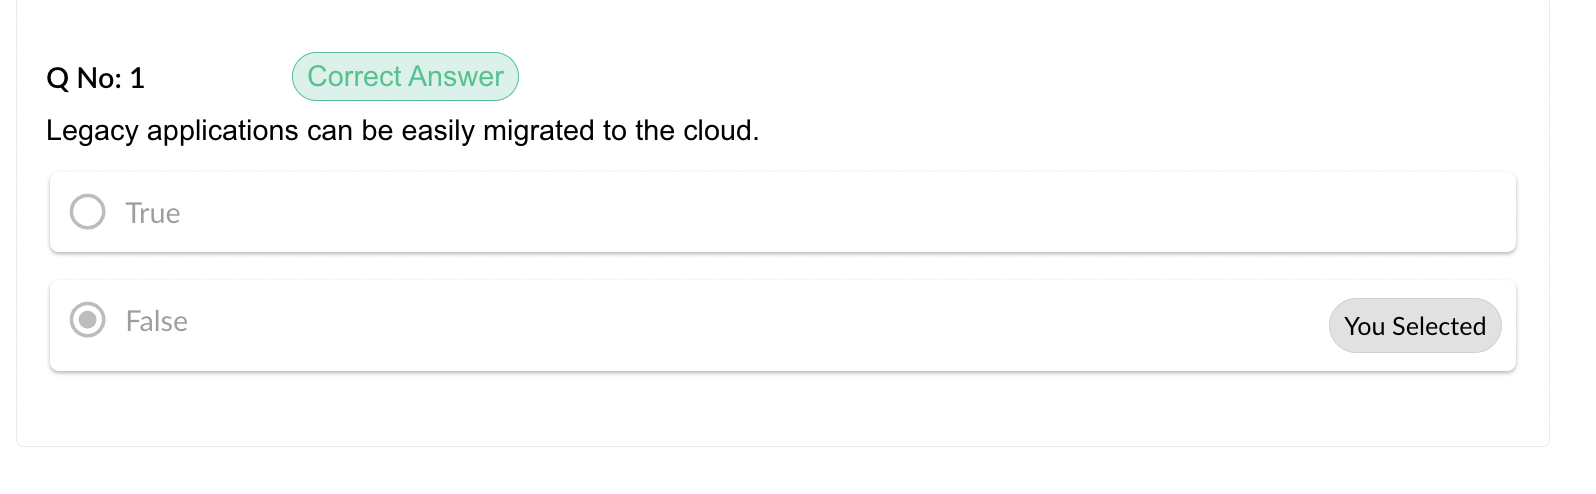 Q No: 1 Correct Answer
Legacy applications can be easily migrated to the cloud.
True
False You Selected